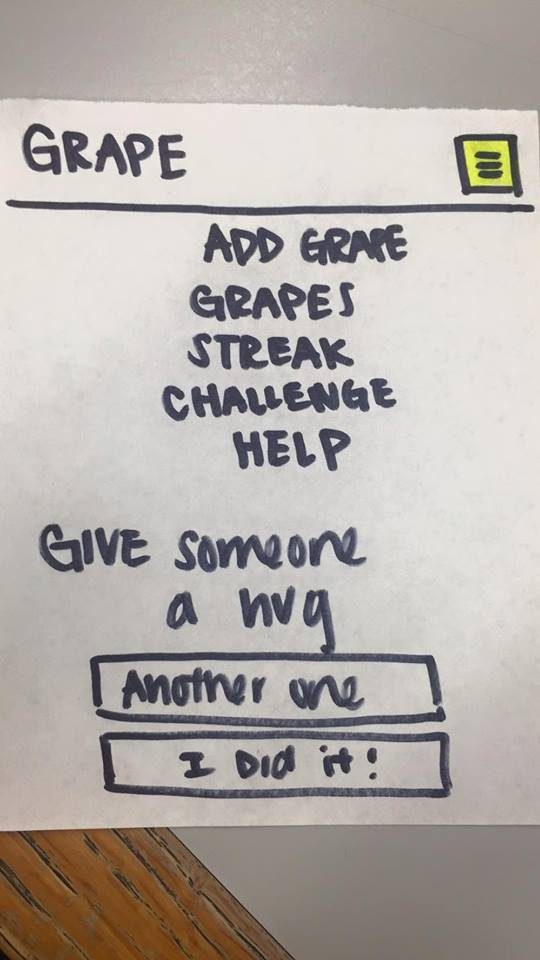 GRAPE
ADD GRAPE
GRAPES
STREAK
CHALLENGE
HELP
GIVE someone
a hug
Another one
I Did it!